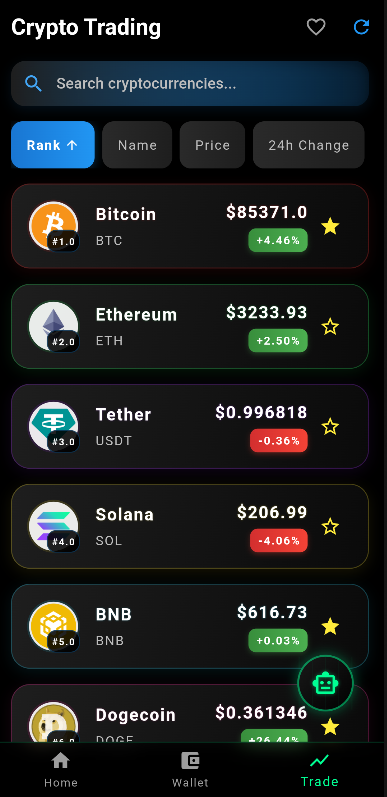 Crypto Trading
Search cryptocurrencies...
Rank ↑ Name Price 24h Change
Bitcoin $85371.0
#1.0 BTC +4.46%
Ethereum $3233.93
#2.0 ETH +2.50%
Tether $0.996818
#3.0 USDT -0.36%
Solana $206.99
#4.0 SOL -4.06%
BNB $616.73
#5.0 BNB +0.03%
Dogecoin $0.361346
#6.0 DOGE +26.44%
Home Wallet Trade